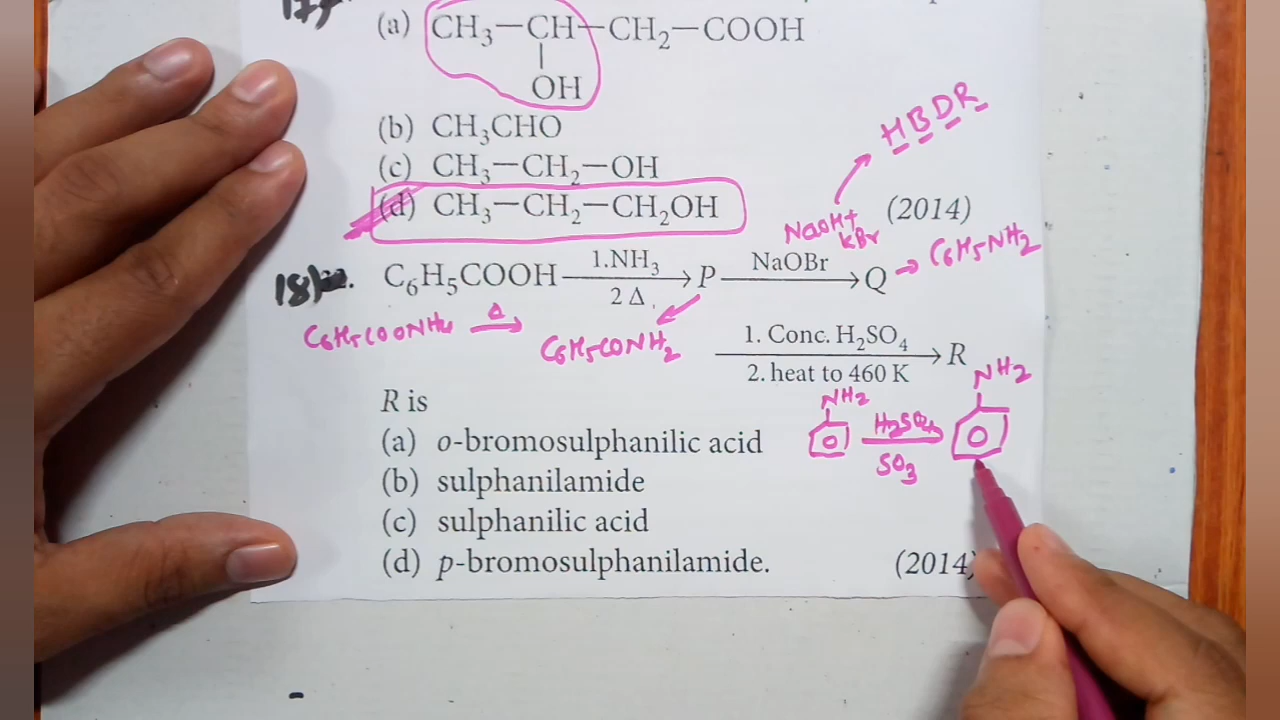 17)
(a) CH₃—CH—CH₂—COOH
|
OH
(b) CH₃CHO
(c) CH₃—CH₂—OH
(d) CH₃—CH₂—CH₂OH
(2014)
HBDR
NaOH+
KBr
18) C₆H₅COOH 1.NH₃ 2 Δ → P NaOBr → Q → C6H5NH2
C6H5COONH4 Δ → C6H5CONH2
1. Conc. H₂SO₄
2. heat to 460 K → R
R is
NH2 H2SO4 SO3 NH2
(a) o-bromosulphanilic acid
(b) sulphanilamide
(c) sulphanilic acid
(d) p-bromosulphanilamide. (2014)